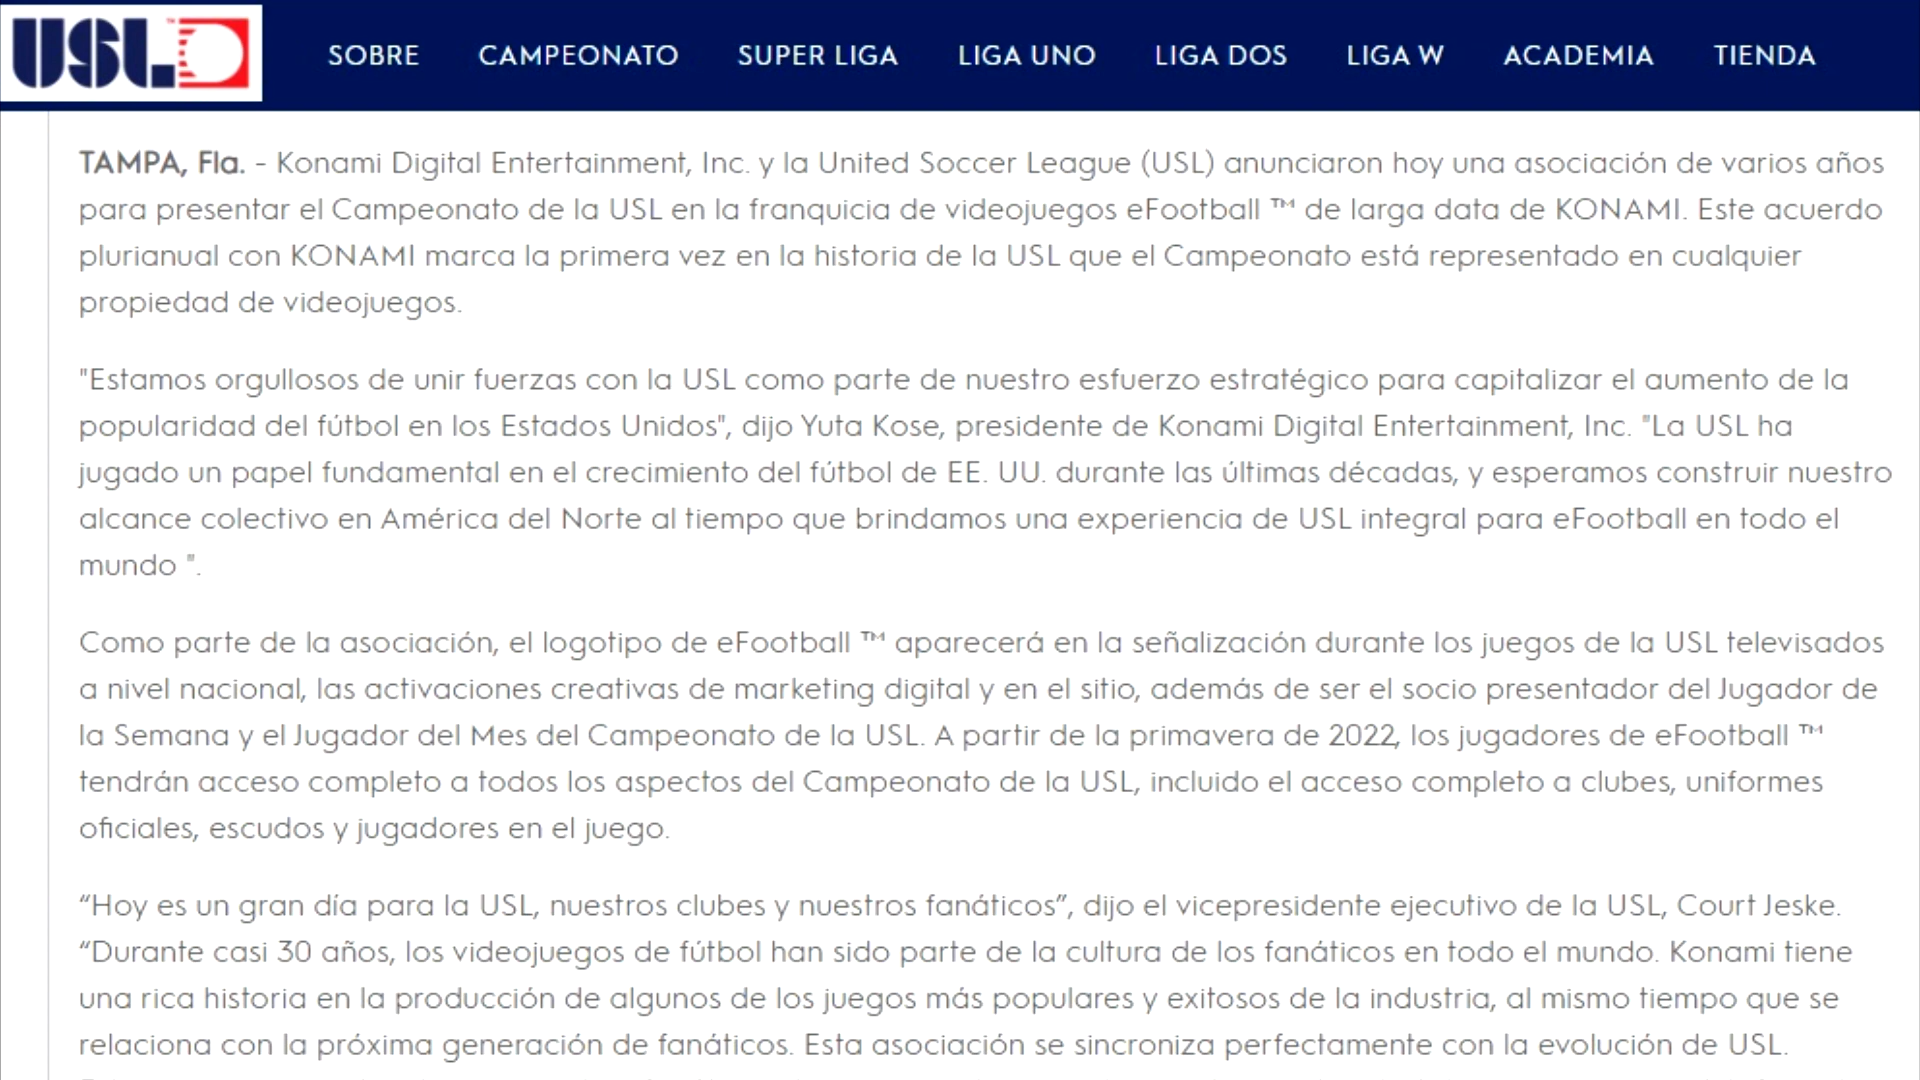 USL
SOBRE CAMPEONATO SUPER LIGA LIGA UNO LIGA DOS LIGA W ACADEMIA TIENDA
TAMPA, Fla. - Konami Digital Entertainment, Inc. y la United Soccer League (USL) anunciaron hoy una asociación de varios años
para presentar el Campeonato de la USL en la franquicia de videojuegos eFootball ™ de larga data de KONAMI. Este acuerdo
plurianual con KONAMI marca la primera vez en la historia de la USL que el Campeonato está representado en cualquier
propiedad de videojuegos.
"Estamos orgullosos de unir fuerzas con la USL como parte de nuestro esfuerzo estratégico para capitalizar el aumento de la
popularidad del fútbol en los Estados Unidos", dijo Yuta Kose, presidente de Konami Digital Entertainment, Inc. "La USL ha
jugado un papel fundamental en el crecimiento del fútbol de EE. UU. durante las últimas décadas, y esperamos construir nuestro
alcance colectivo en América del Norte al tiempo que brindamos una experiencia de USL integral para eFootball en todo el
mundo ".
Como parte de la asociación, el logotipo de eFootball ™ aparecerá en la señalización durante los juegos de la USL televisados
a nivel nacional, las activaciones creativas de marketing digital y en el sitio, además de ser el socio presentador del Jugador de
la Semana y el Jugador del Mes del Campeonato de la USL. A partir de la primavera de 2022, los jugadores de eFootball ™
tendrán acceso completo a todos los aspectos del Campeonato de la USL, incluido el acceso completo a clubes, uniformes
oficiales, escudos y jugadores en el juego.
“Hoy es un gran día para la USL, nuestros clubes y nuestros fanáticos”, dijo el vicepresidente ejecutivo de la USL, Court Jeske.
“Durante casi 30 años, los videojuegos de fútbol han sido parte de la cultura de los fanáticos en todo el mundo. Konami tiene
una rica historia en la producción de algunos de los juegos más populares y exitosos de la industria, al mismo tiempo que se
relaciona con la próxima generación de fanáticos. Esta asociación se sincroniza perfectamente con la evolución de USL.